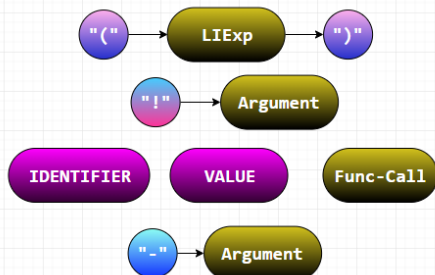 "(" LIExp ")"
"!" Argument
IDENTIFIER VALUE Func-Call
"-" Argument